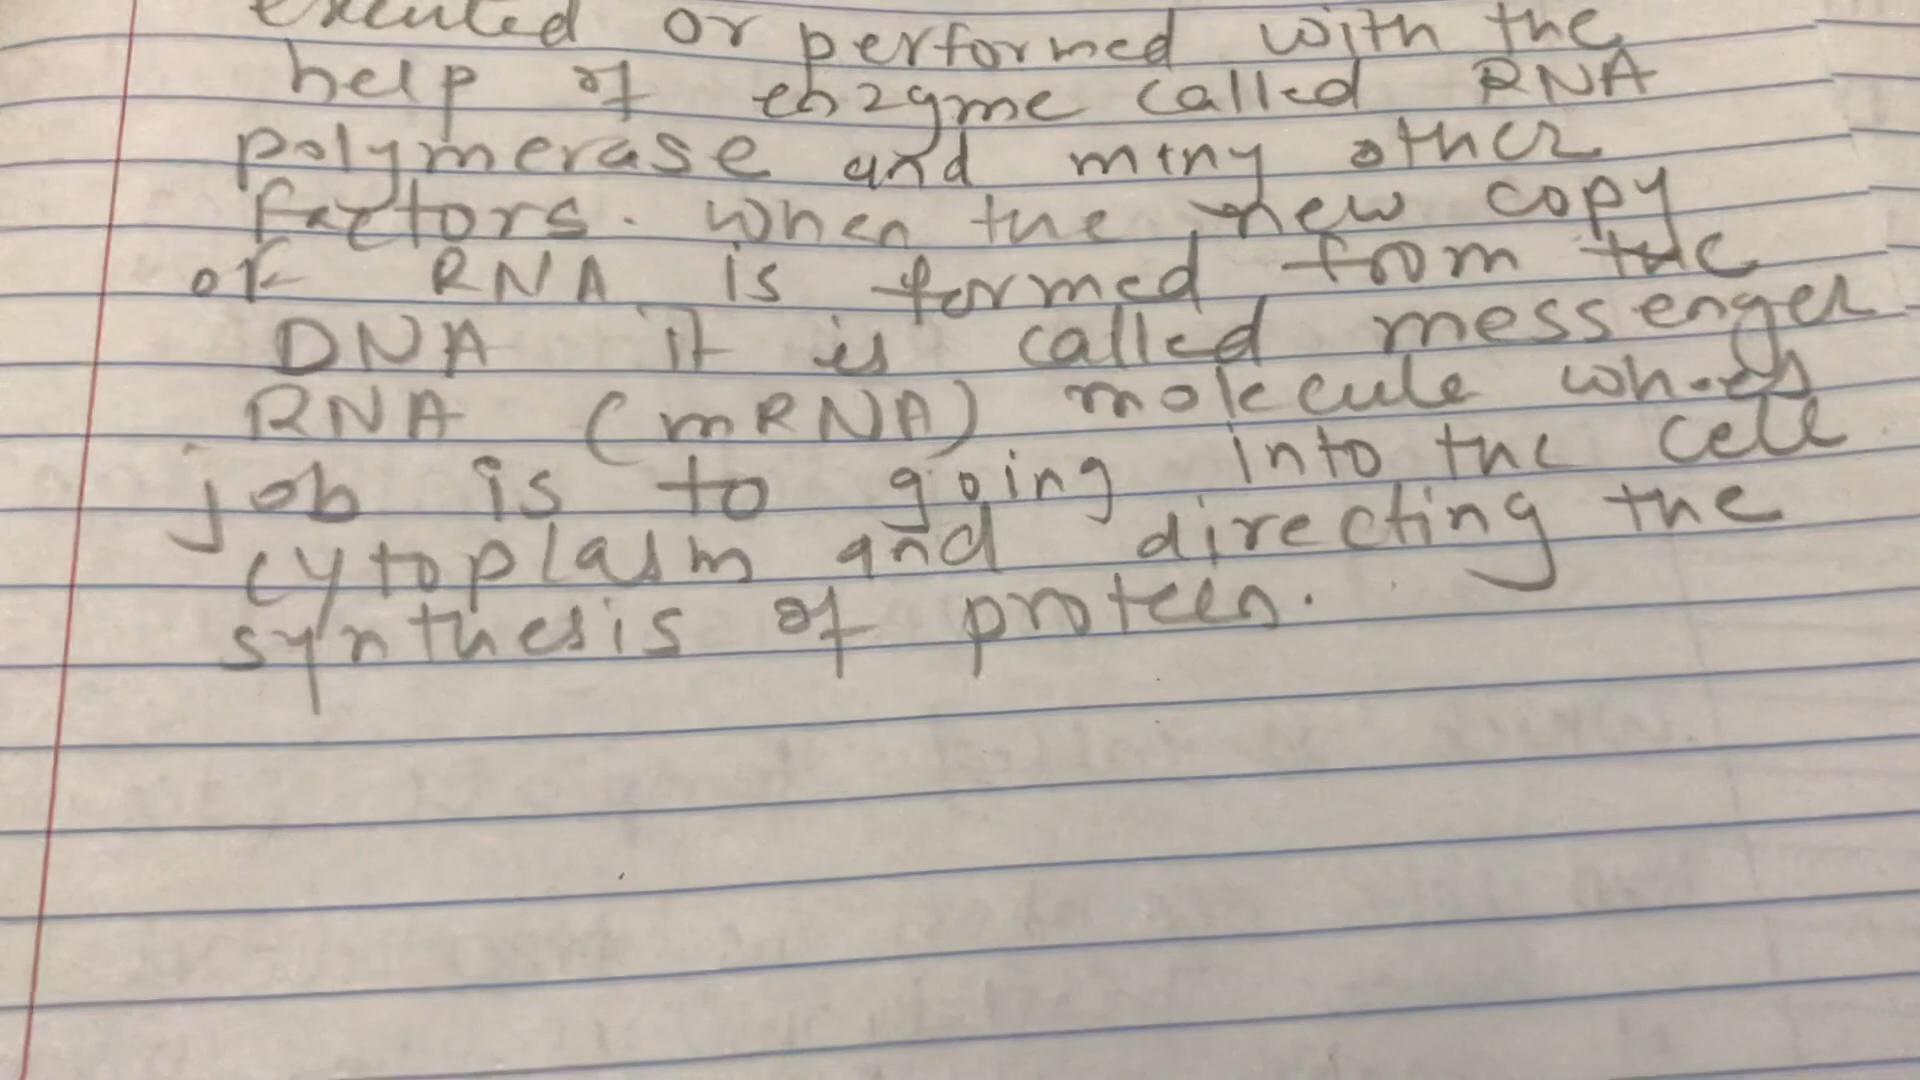 executed or performed with the
help of enzyme called RNA
polymerase and many other
factors. when the new copy
of RNA is formed from the
DNA it is called messenger
RNA (mRNA) molecule
job is to going into the cell
cytoplasm and directing the
synthesis of protein.